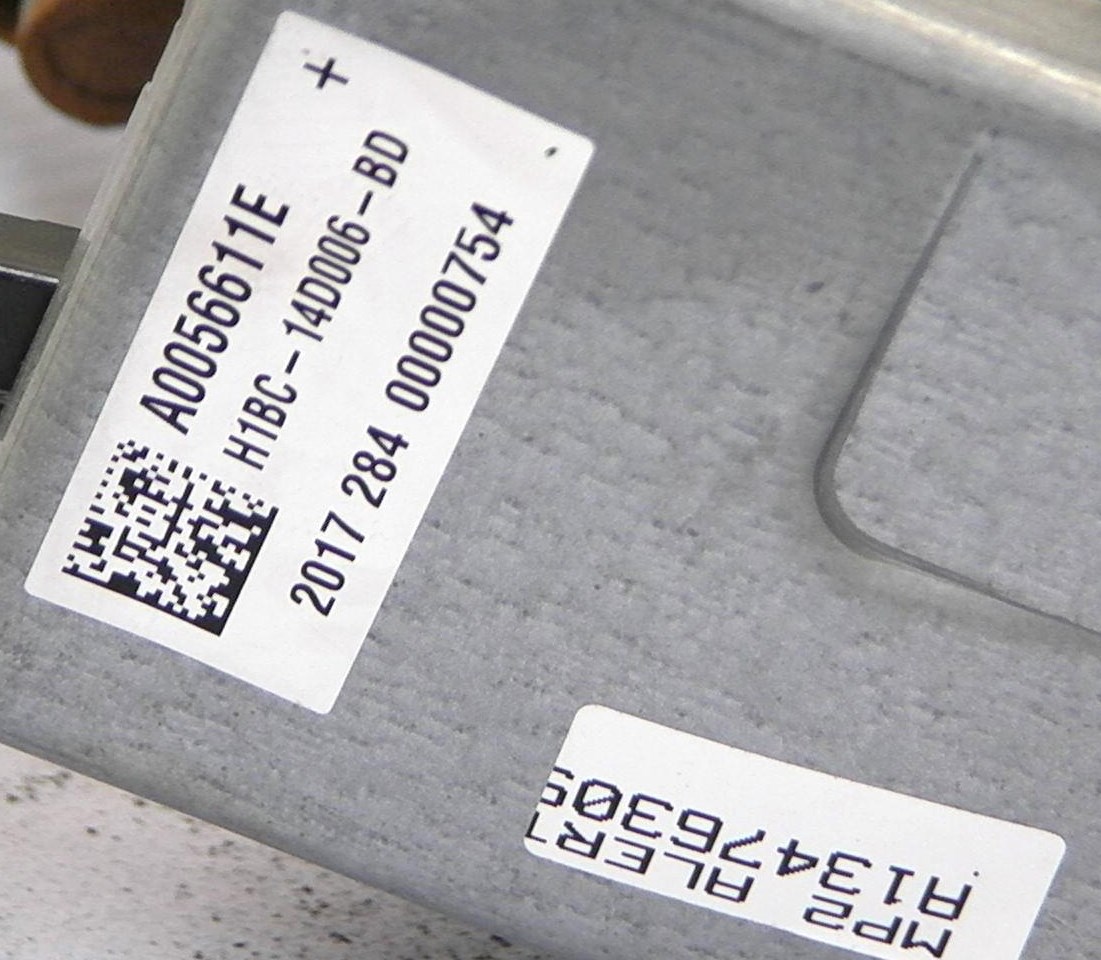 A0056611E
H1BC-14D006-BD
2017 284 00000754
MP2 ALERT
A13476305